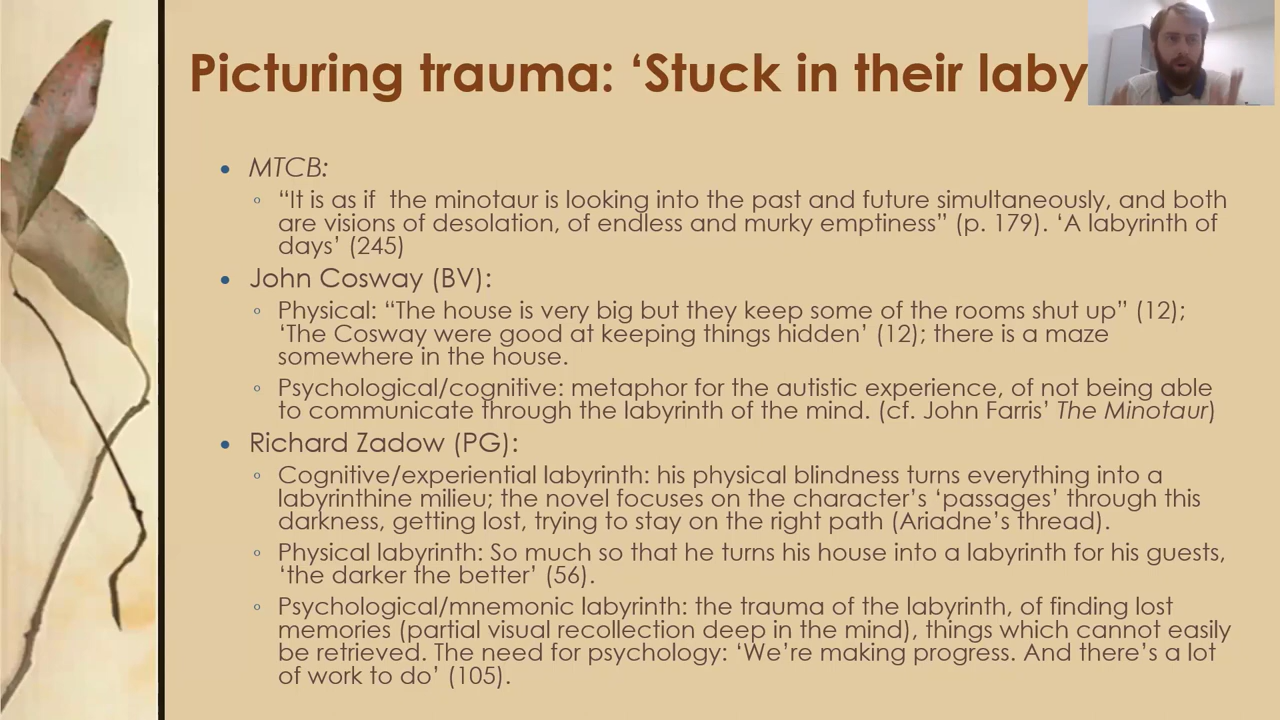 Picturing trauma: ‘Stuck in their laby
• MTCB:
◦ “It is as if the minotaur is looking into the past and future simultaneously, and both
are visions of desolation, of endless and murky emptiness” (p. 179). ‘A labyrinth of
days’ (245)
• John Cosway (BV):
◦ Physical: “The house is very big but they keep some of the rooms shut up” (12);
‘The Cosway were good at keeping things hidden’ (12); there is a maze
somewhere in the house.
◦ Psychological/cognitive: metaphor for the autistic experience, of not being able
to communicate through the labyrinth of the mind. (cf. John Farris’ The Minotaur)
• Richard Zadow (PG):
◦ Cognitive/experiential labyrinth: his physical blindness turns everything into a
labyrinthine milieu; the novel focuses on the character’s ‘passages’ through this
darkness, getting lost, trying to stay on the right path (Ariadne’s thread).
◦ Physical labyrinth: So much so that he turns his house into a labyrinth for his guests,
‘the darker the better’ (56).
◦ Psychological/mnemonic labyrinth: the trauma of the labyrinth, of finding lost
memories (partial visual recollection deep in the mind), things which cannot easily
be retrieved. The need for psychology: ‘We’re making progress. And there’s a lot
of work to do’ (105).